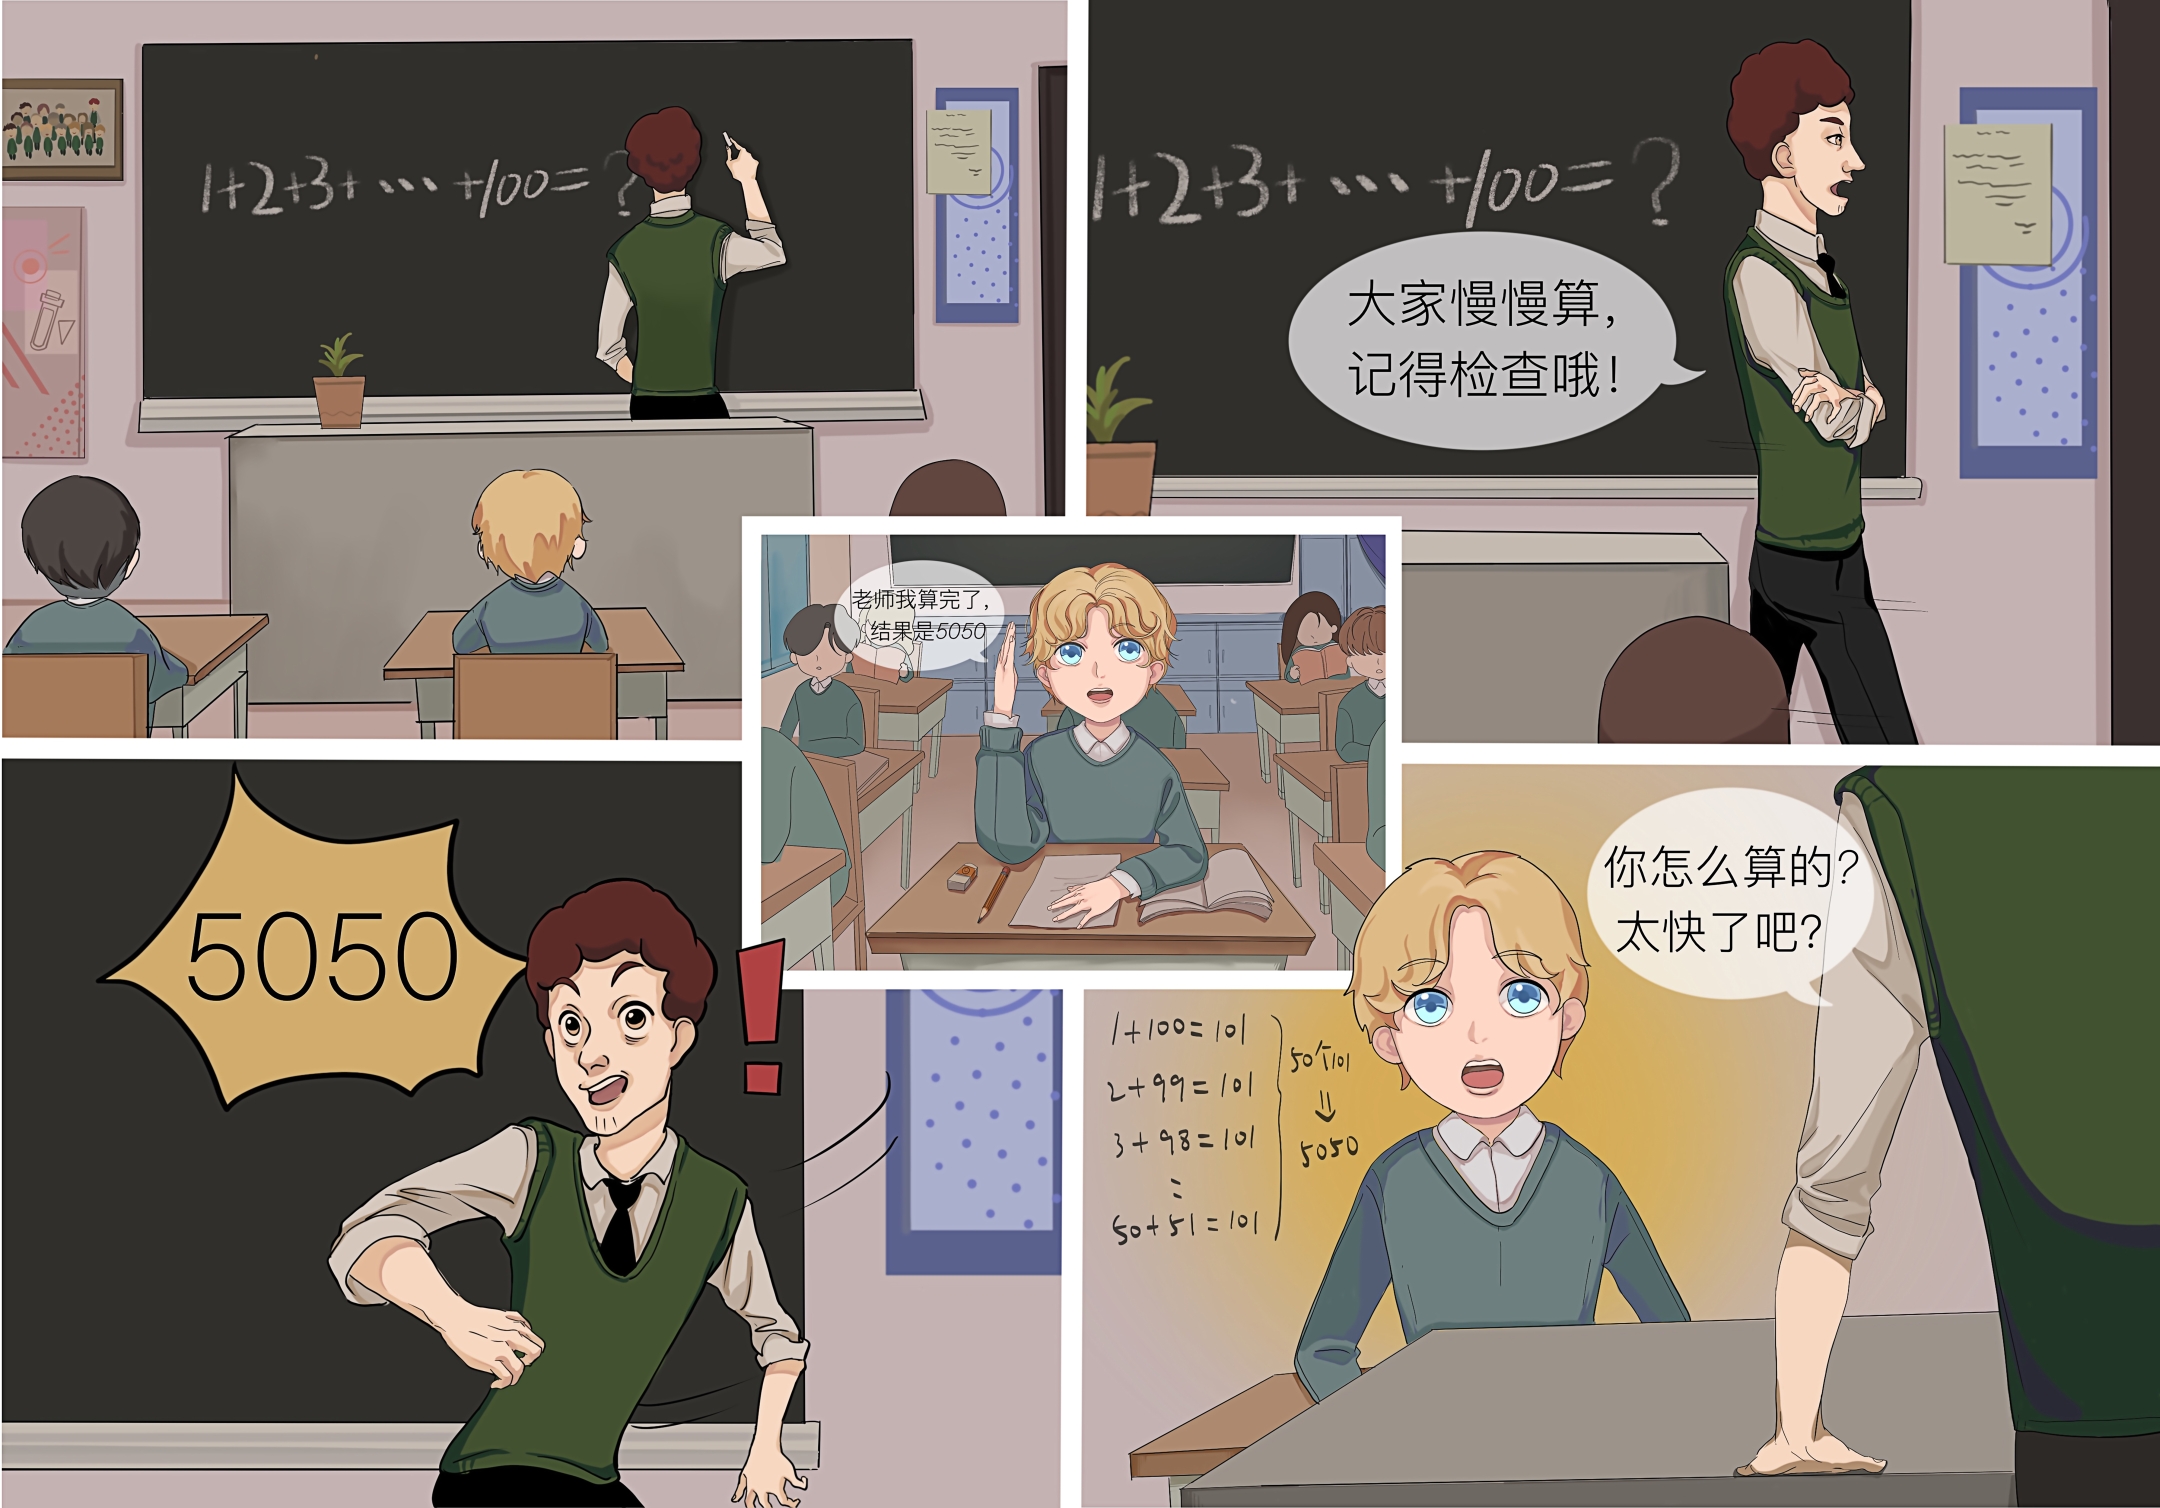 1+2+3+……+100=?
1+2+3+……+100=?
大家慢慢算，
记得检查哦！
老师我算完了，
结果是5050
5050
!
你怎么算的？
太快了吧？
1+100=101
2+99=101
3+98=101
50+51=101
50个101
⇓
5050